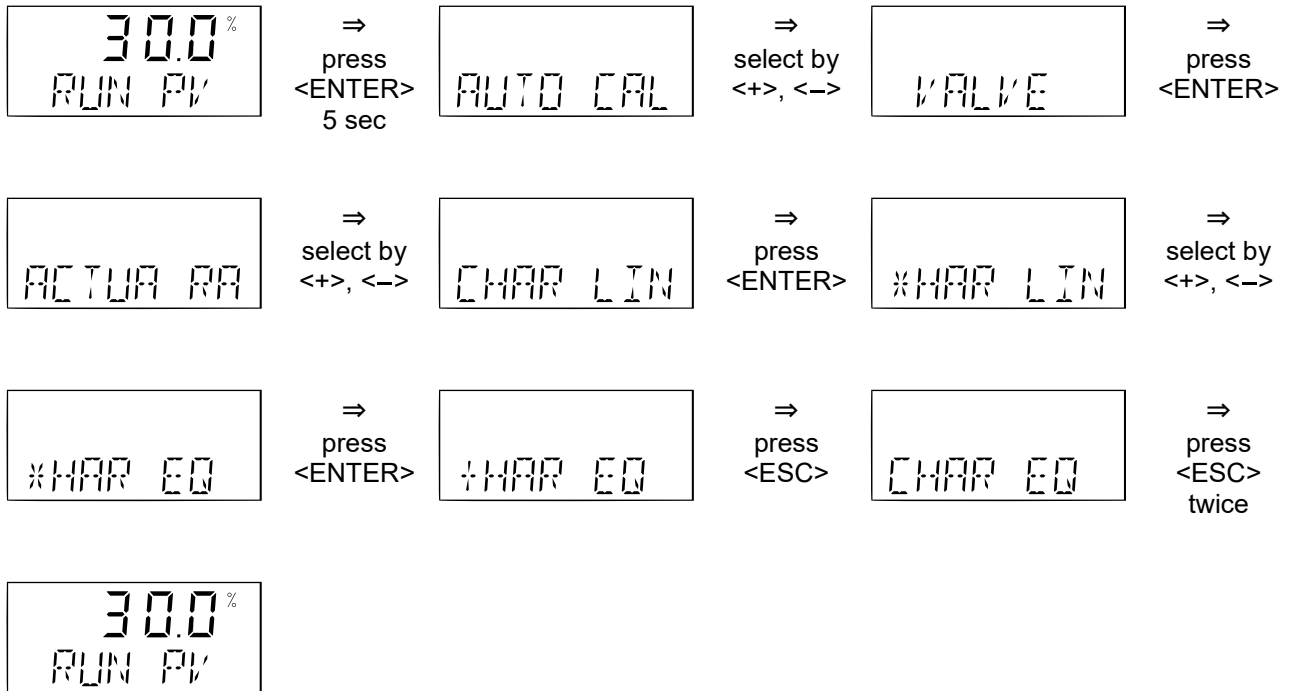 30.0 %
RUN PV
⇒
press
<ENTER>
5 sec
AUTO CAL
⇒
select by
<+>, <–>
VALVE
⇒
press
<ENTER>
ACTUA RA
⇒
select by
<+>, <–>
CHAR LIN
⇒
press
<ENTER>
*HAR LIN
⇒
select by
<+>, <–>
*HAR EQ
⇒
press
<ENTER>
+HAR EQ
⇒
press
<ESC>
CHAR EQ
⇒
press
<ESC>
twice
30.0 %
RUN PV